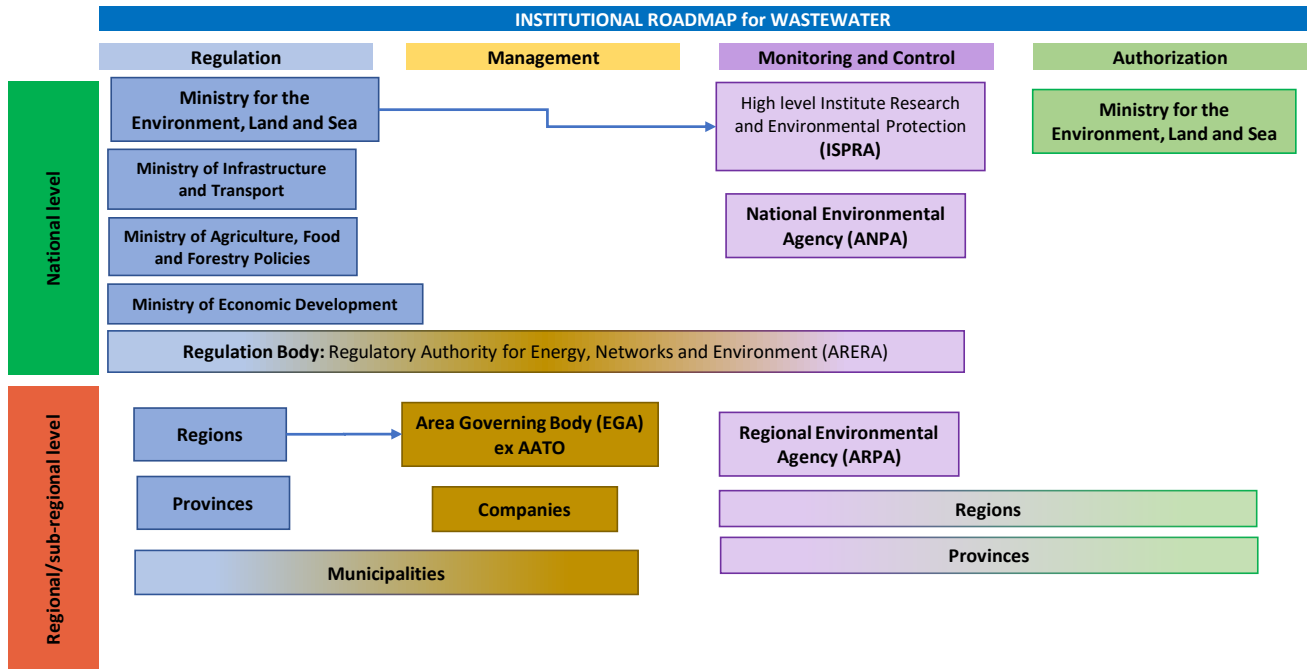 INSTITUTIONAL ROADMAP for WASTEWATER
Regulation
Management
Monitoring and Control
Authorization
National level
Ministry for the
Environment, Land and Sea
High level Institute Research
and Environmental Protection
(ISPRA)
Ministry for the
Environment, Land and Sea
Ministry of Infrastructure
and Transport
National Environmental
Agency (ANPA)
Ministry of Agriculture, Food
and Forestry Policies
Ministry of Economic Development
Regulation Body: Regulatory Authority for Energy, Networks and Environment (ARERA)
Regional/sub-regional level
Regions
Area Governing Body (EGA)
ex AATO
Regional Environmental
Agency (ARPA)
Provinces
Companies
Regions
Provinces
Municipalities